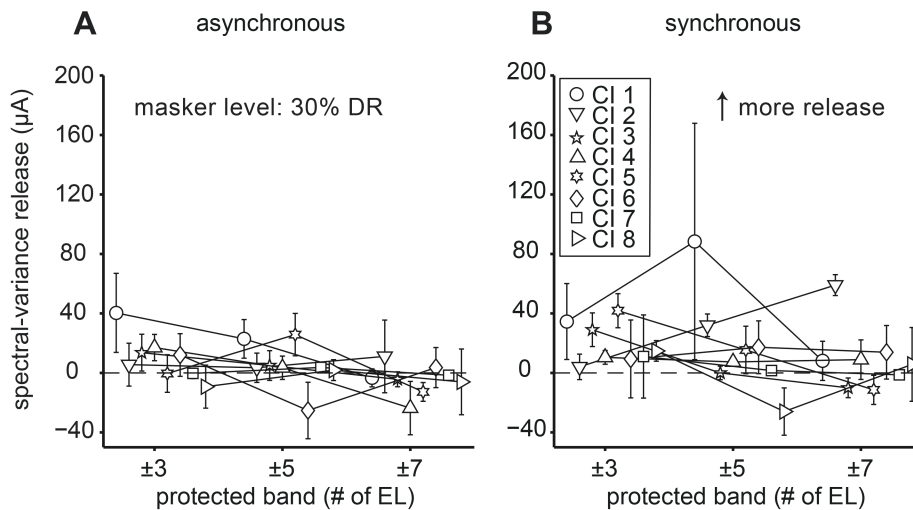 A
asynchronous
B
synchronous
spectral-variance release (µA)
200
160
120
80
40
0
−40
masker level: 30% DR
±3
±5
±7
protected band (# of EL)
200
160
120
80
40
0
−40
CI 1
CI 2
CI 3
CI 4
CI 5
CI 6
CI 7
CI 8
↑ more release
±3
±5
±7
protected band (# of EL)